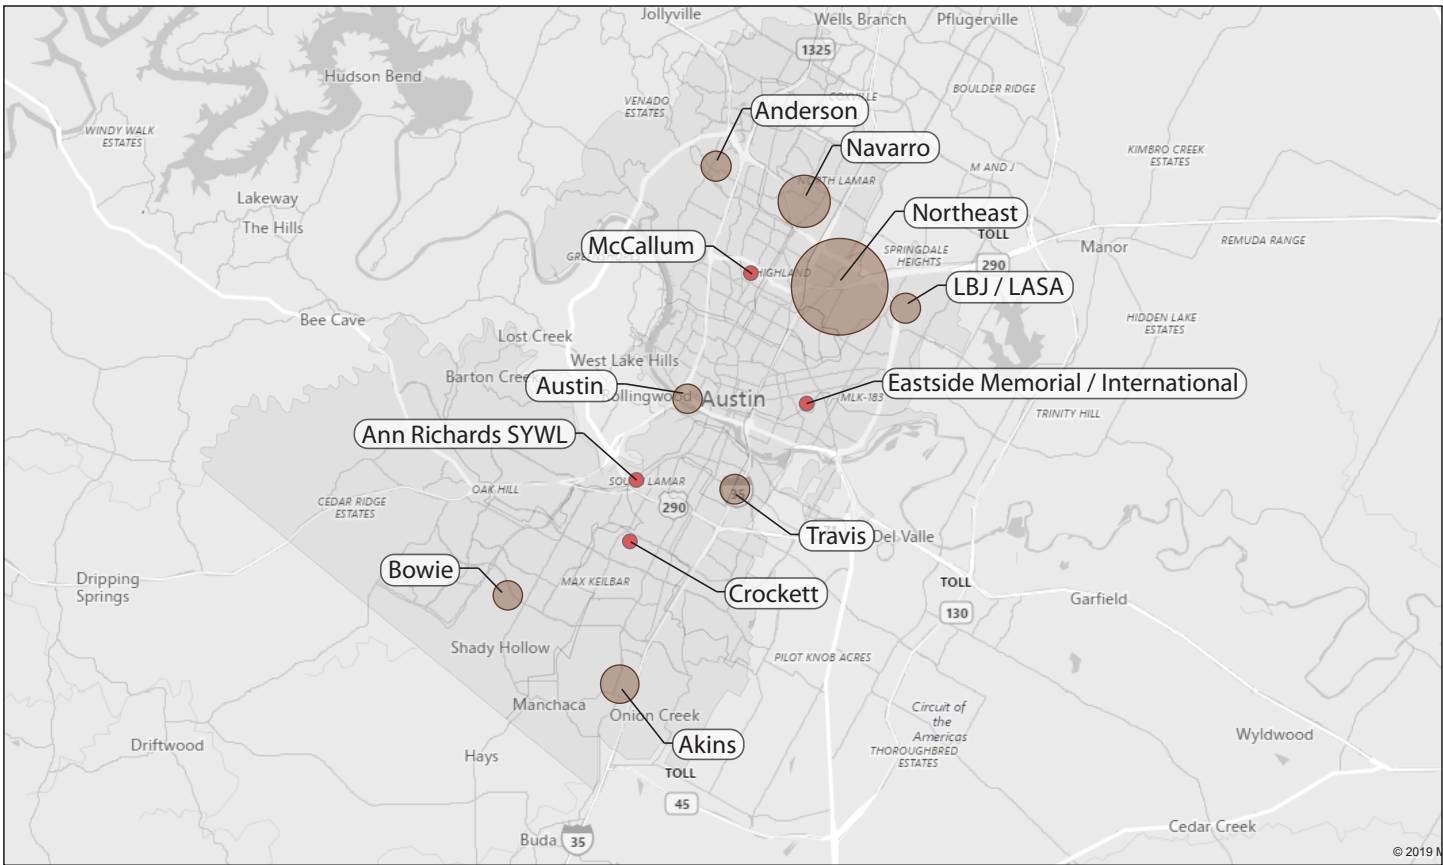 Jollyville
Wells Branch
Pflugerville
1325
Hudson Bend
BOULDER RIDGE
VENADO
ESTATES
COXVILLE
Anderson
WINDY WALK
ESTATES
Navarro
KIMBRO CREEK
ESTATES
M AND J
NORTH LAMAR
Lakeway
The Hills
Northeast
TOLL
290
McCallum
SPRINGDALE
HEIGHTS
Manor
REMUDA RANGE
HIGHLAND
LBJ / LASA
Bee Cave
Lost Creek
HIDDEN LAKE
ESTATES
West Lake Hills
Barton Creek
Austin
Rollingwood
Austin
Eastside Memorial / International
MLK-183
TRINITY HILL
Ann Richards SYWL
OAK HILL
SOUTH LAMAR
CEDAR RIDGE
ESTATES
290
35
71
Travis
Del Valle
Bowie
MAX KEILBAR
Crockett
Dripping
Springs
TOLL
130
Garfield
Shady Hollow
PILOT KNOB ACRES
Manchaca
Onion Creek
Circuit of
the
Americas
THOROUGHBRED
ESTATES
Driftwood
Hays
Akins
Wyldwood
TOLL
45
Buda
35
Cedar Creek
© 2019 M